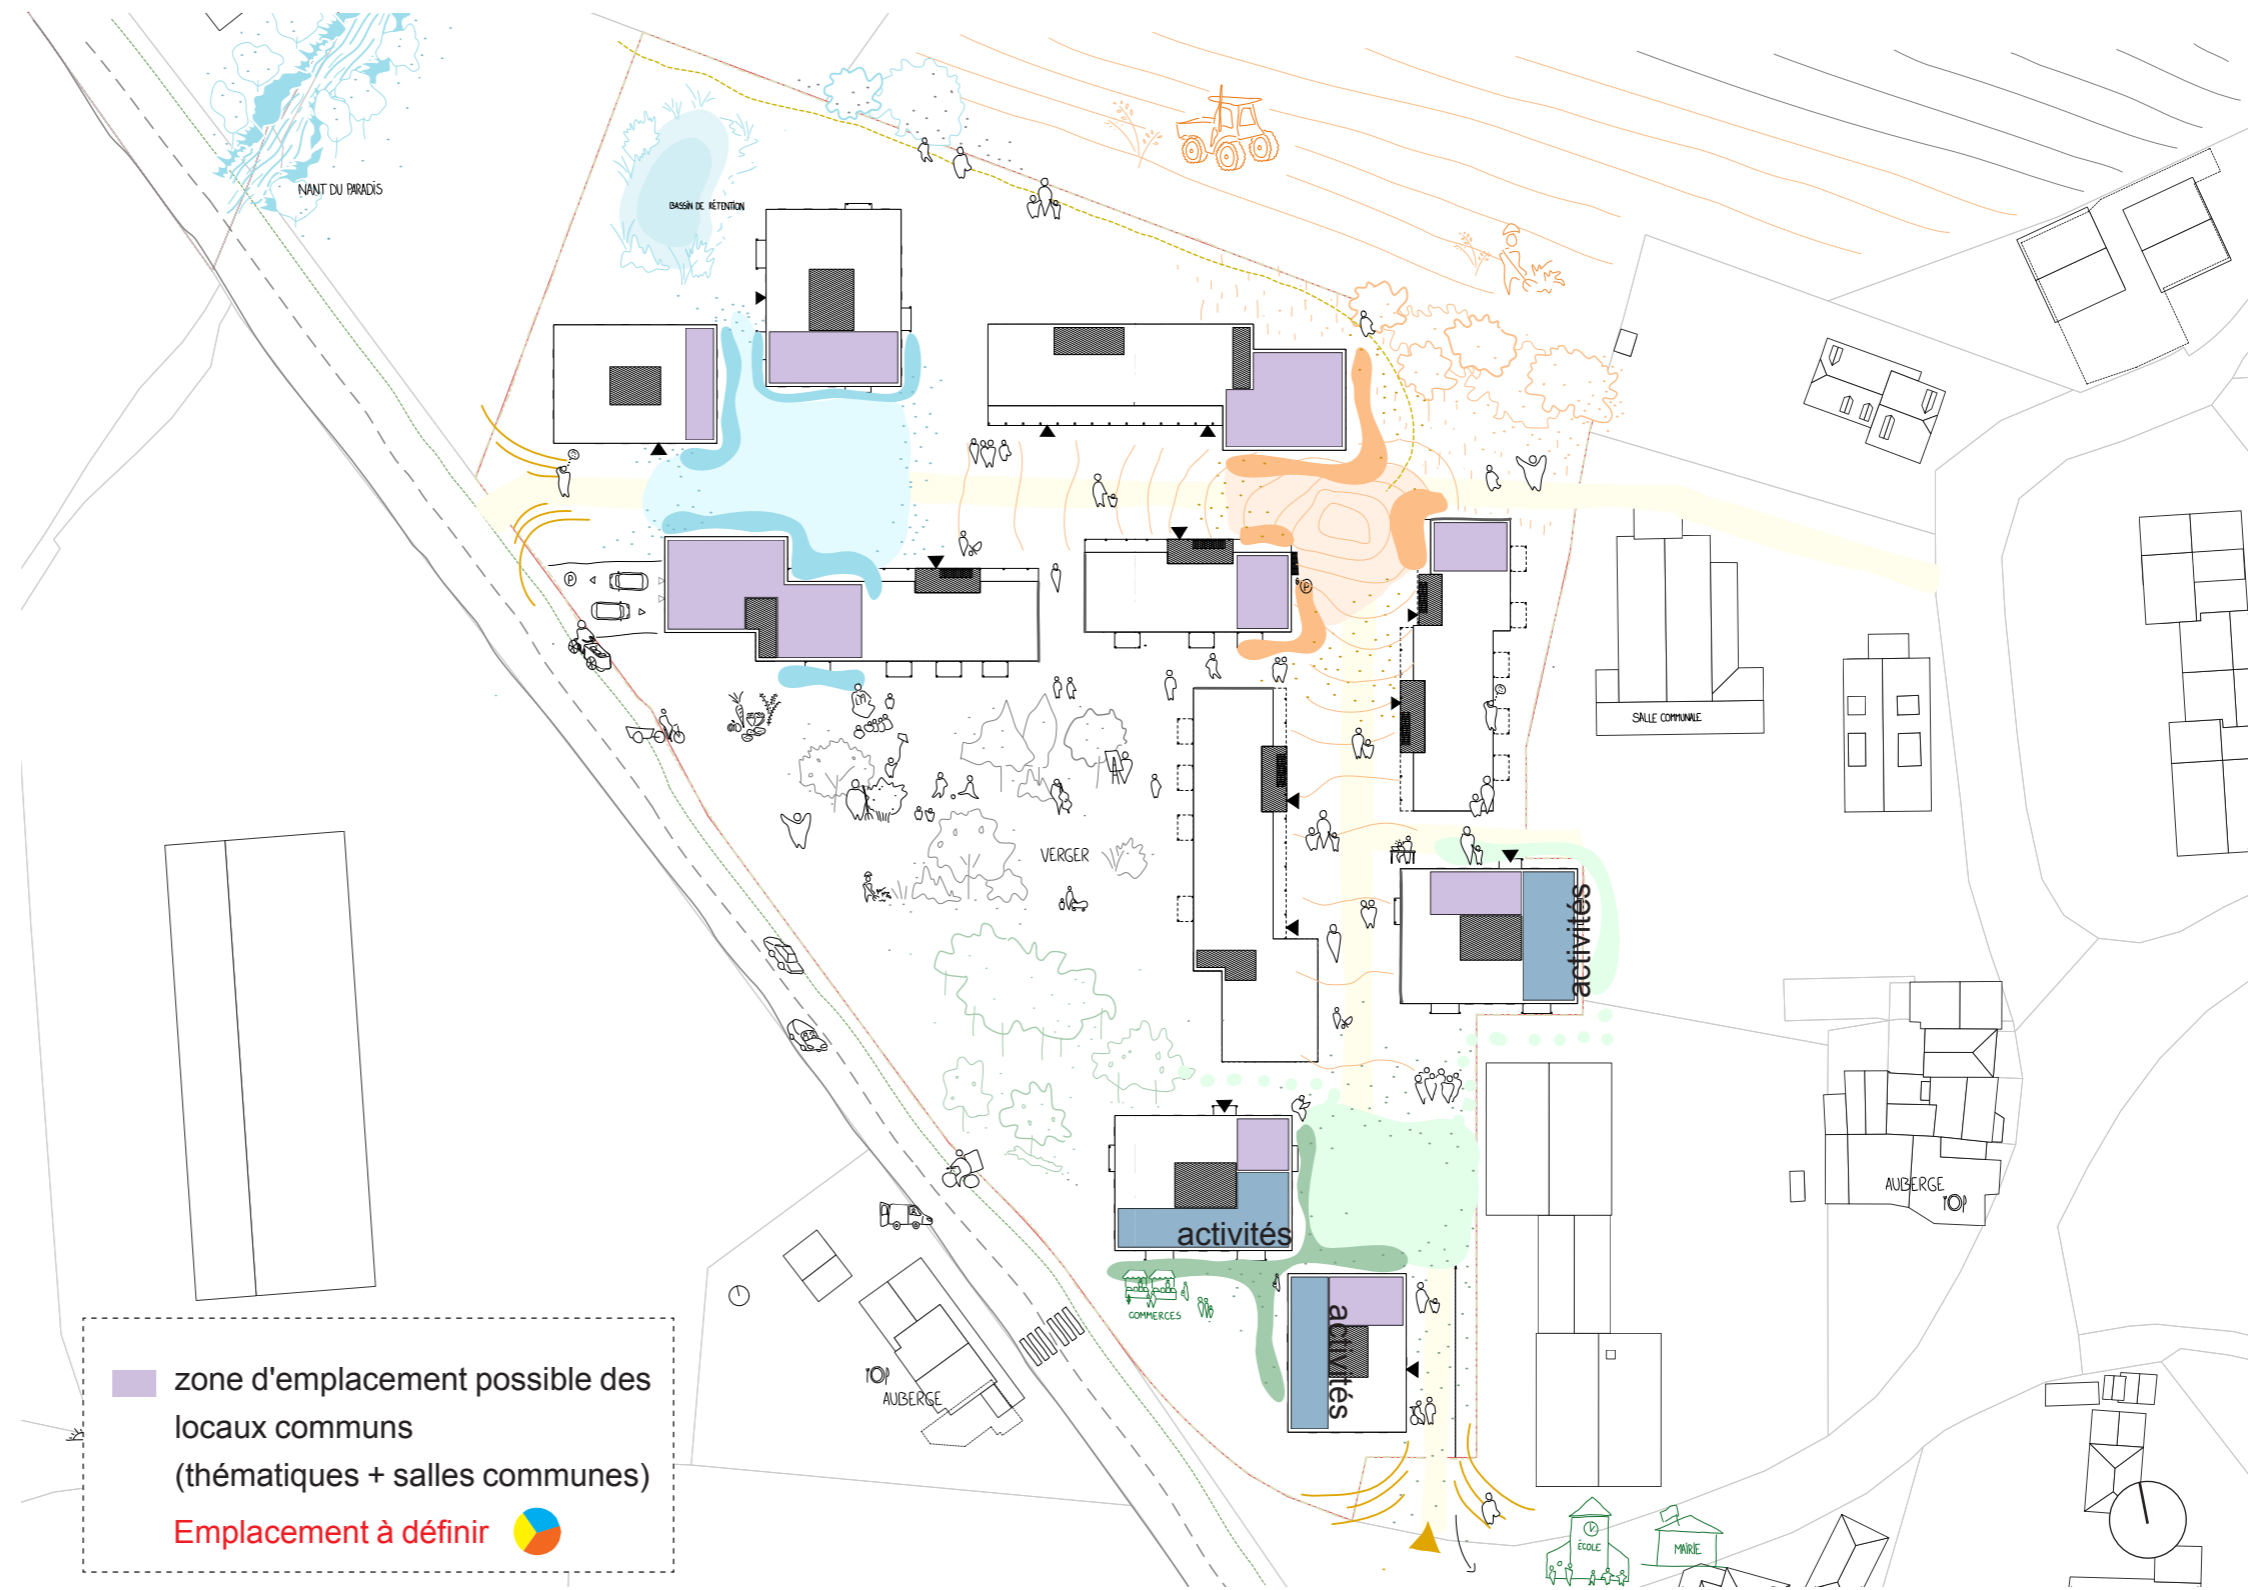 NANT DU PARADIS
BASSIN DE RÉTENTION
P
P
SALLE COMMUNALE
VERGER
activités
AUBERGE
activités
COMMERCES
activités
AUBERGE
zone d'emplacement possible des
locaux communs
(thématiques + salles communes)
Emplacement à définir
ÉCOLE
MAIRIE